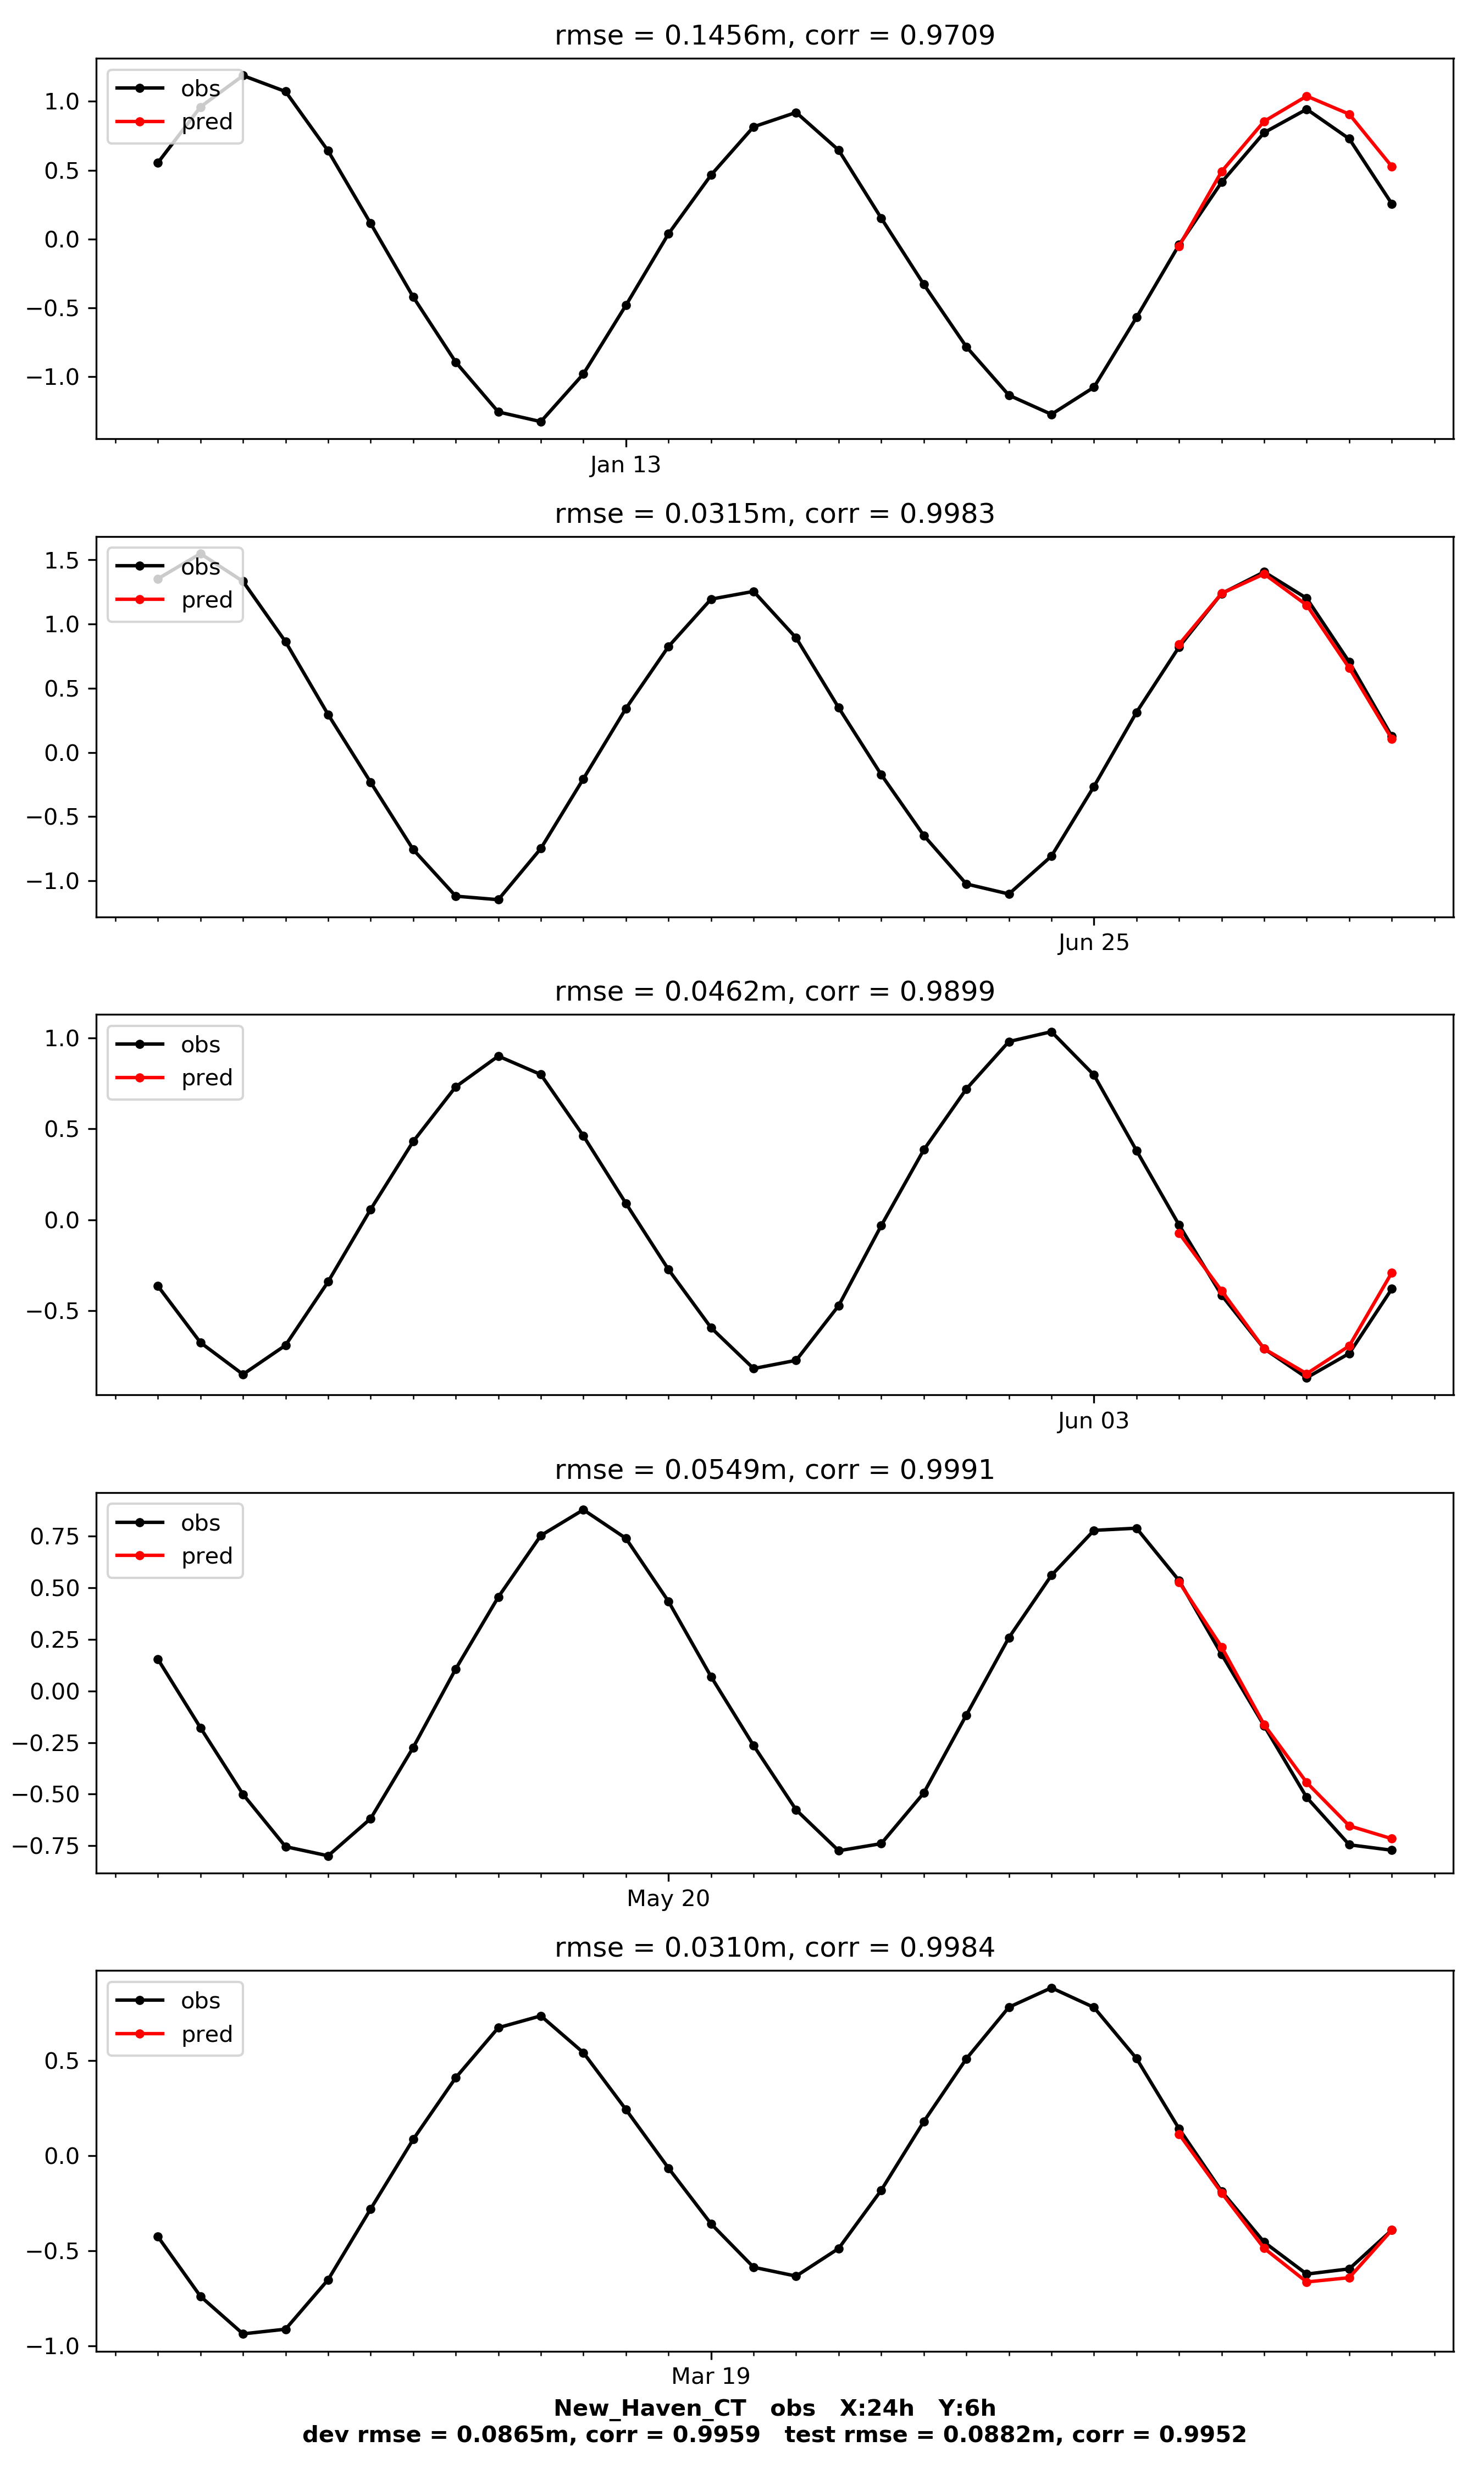 rmse = 0.1456m, corr = 0.9709
obs
pred
1.0
0.5
0.0
−0.5
−1.0
Jan 13
rmse = 0.0315m, corr = 0.9983
obs
pred
1.5
1.0
0.5
0.0
−0.5
−1.0
Jun 25
rmse = 0.0462m, corr = 0.9899
obs
pred
1.0
0.5
0.0
−0.5
Jun 03
rmse = 0.0549m, corr = 0.9991
obs
pred
0.75
0.50
0.25
0.00
−0.25
−0.50
−0.75
May 20
rmse = 0.0310m, corr = 0.9984
obs
pred
0.5
0.0
−0.5
−1.0
Mar 19
New_Haven_CT obs X:24h Y:6h
dev rmse = 0.0865m, corr = 0.9959 test rmse = 0.0882m, corr = 0.9952